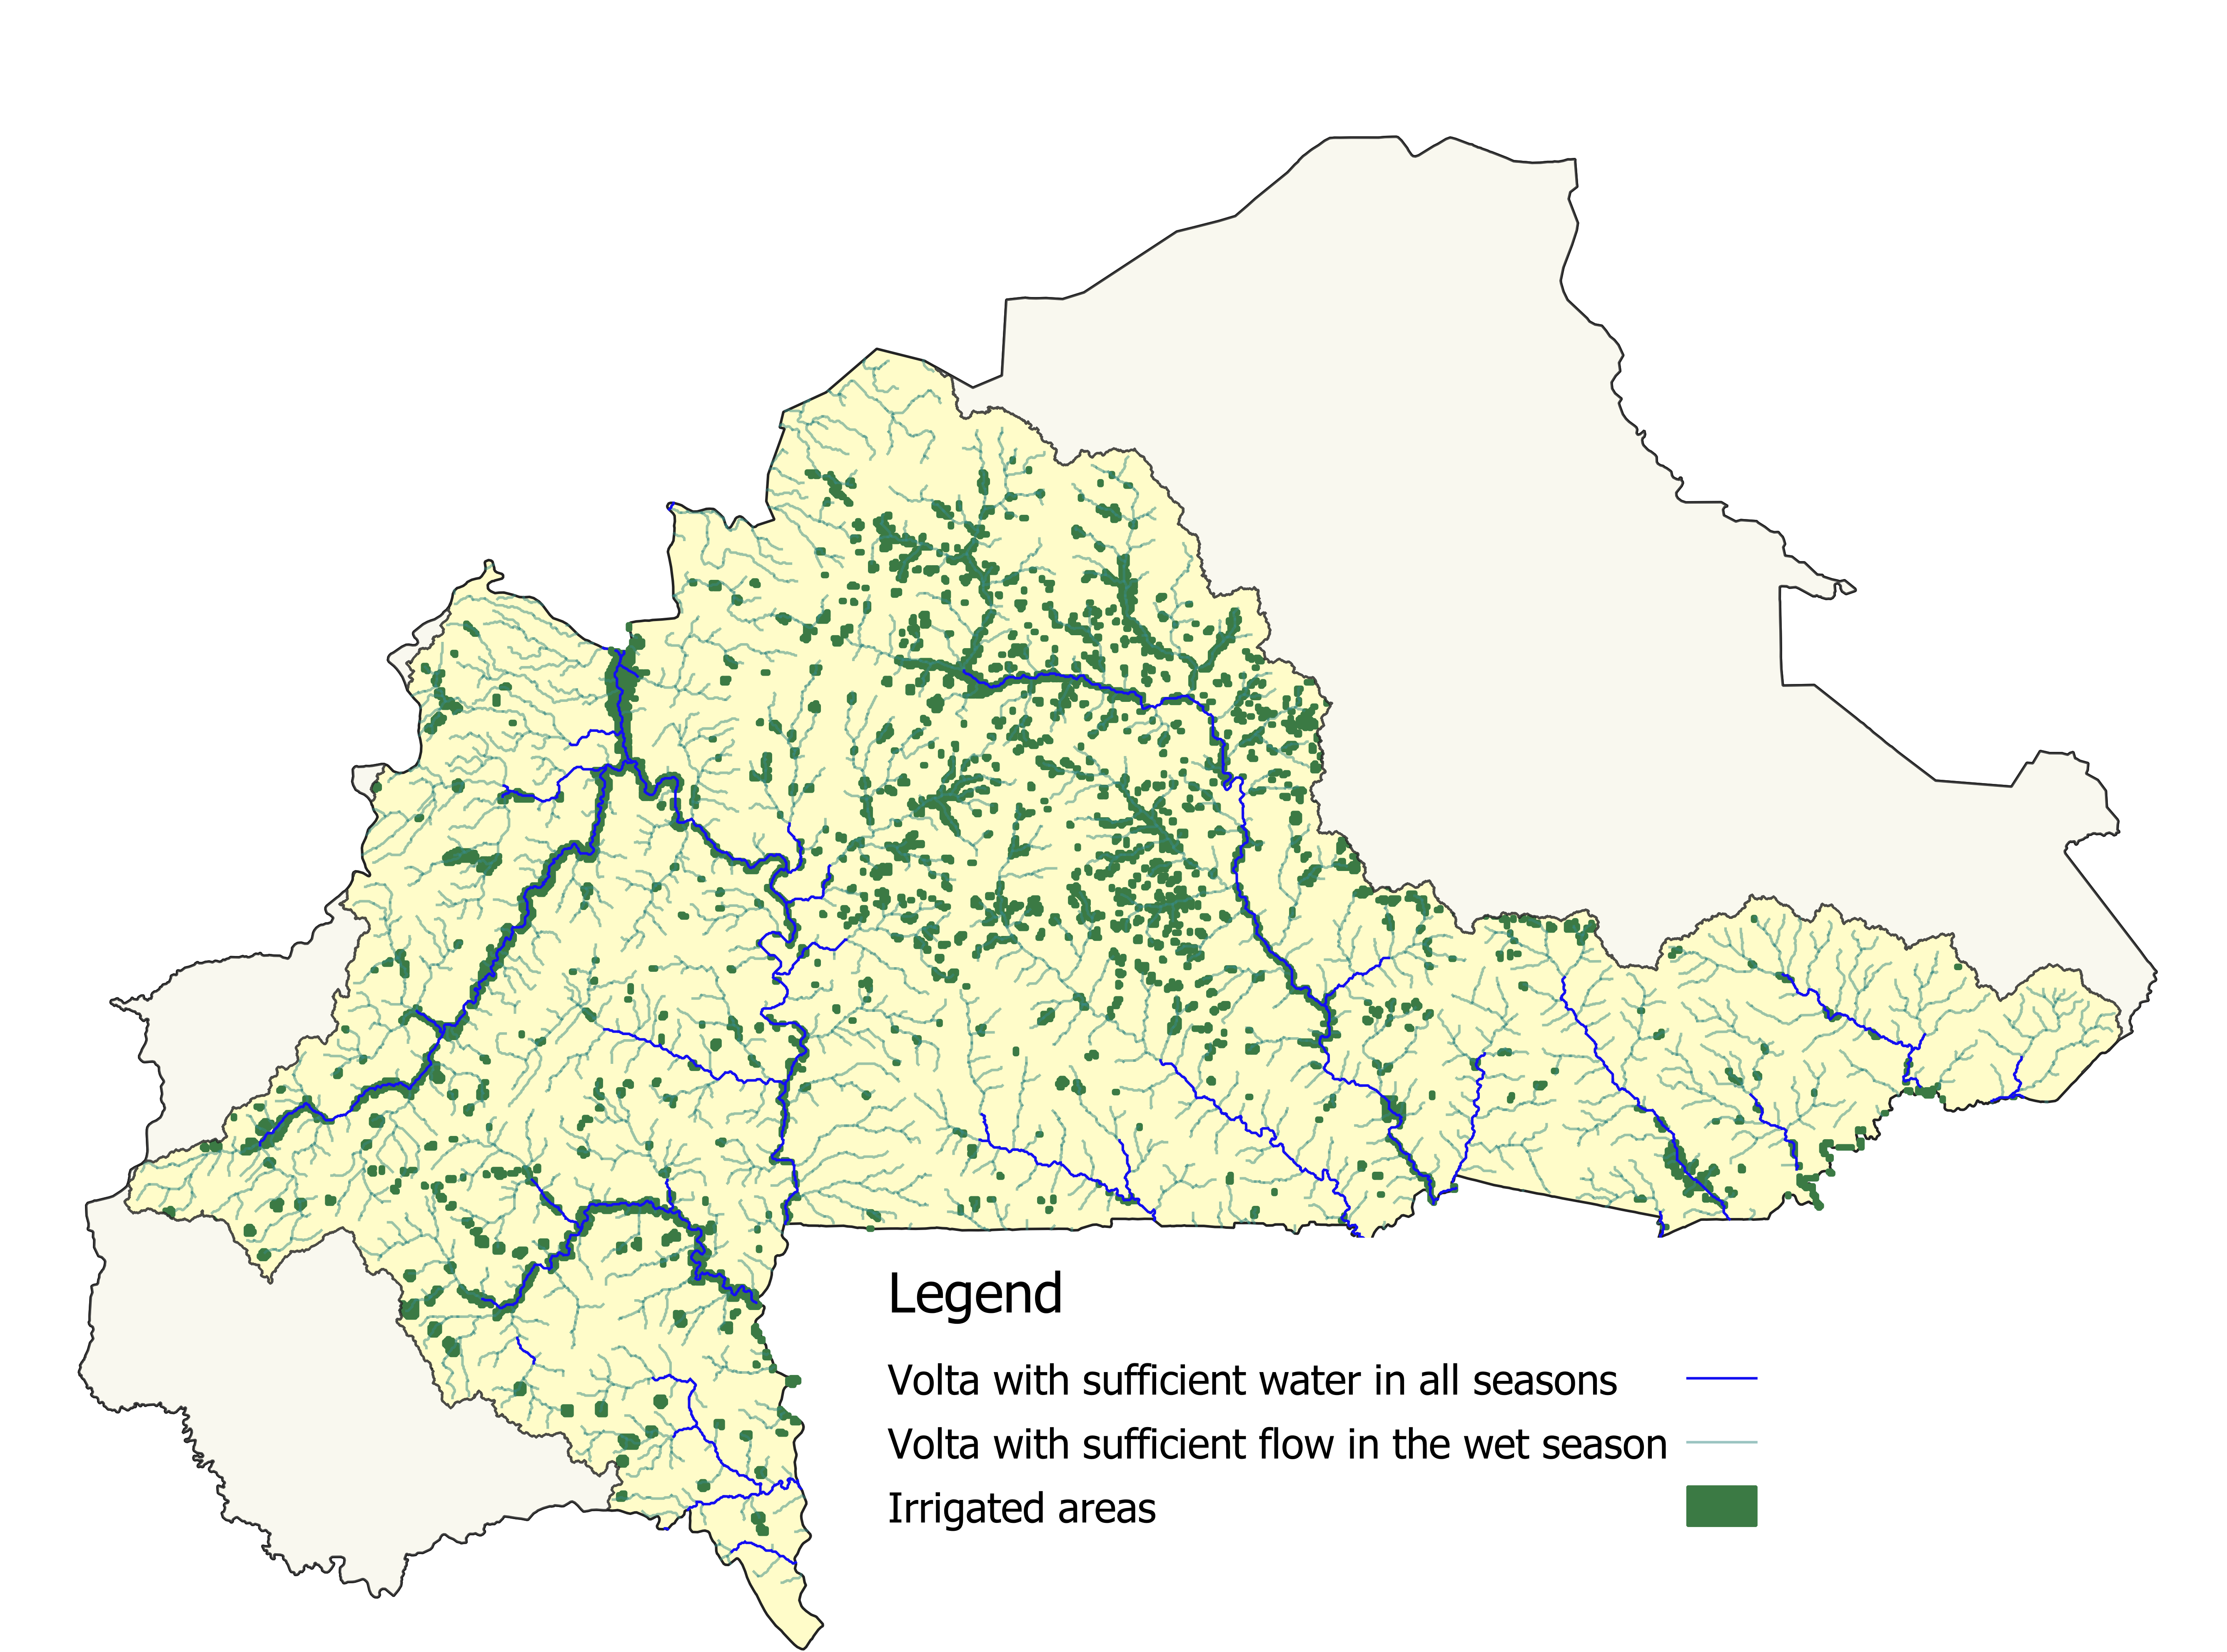 Legend
Volta with sufficient water in all seasons
Volta with sufficient flow in the wet season
Irrigated areas